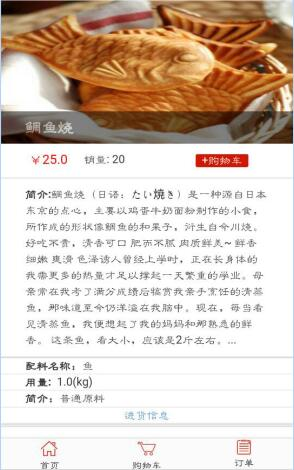 鲷鱼烧
￥25.0
销量: 20
+购物车
简介:鲷鱼烧（日语：たい焼き）是一种源自日本
东京的点心，主要以鸡蛋牛奶面粉制作的小食，
所作成的形状像鲷鱼的和菓子，衍生自今川烧。
好吃不贵，清香可口 肥而不腻 肉质鲜美~ 鲜香
细嫩 爽滑 色泽诱人曾经上学时，正在长身体的
我需要多的热量才足以撑起一天繁重的学业。母
亲常在我考了满分成绩后犒赏我亲手烹饪的清蒸
鱼，那味道至今仍洋溢在我脑中。现在，每当看
见清蒸鱼，我便想起了我的妈妈和那熟悉的鲜
香。 这条鱼，看大小，应该是2斤左右。...
配料名称: 鱼
用量: 1.0(kg)
简介: 普通原料
进货信息
首页
购物车
订单